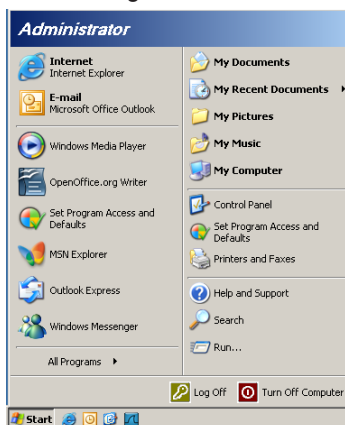 Administrator
Internet
Internet Explorer
E-mail
Microsoft Office Outlook
Windows Media Player
OpenOffice.org Writer
Set Program Access and
Defaults
MSN Explorer
Outlook Express
Windows Messenger
All Programs
My Documents
My Recent Documents
My Pictures
My Music
My Computer
Control Panel
Set Program Access and
Defaults
Printers and Faxes
Help and Support
Search
Run...
Log Off
Turn Off Computer
Start